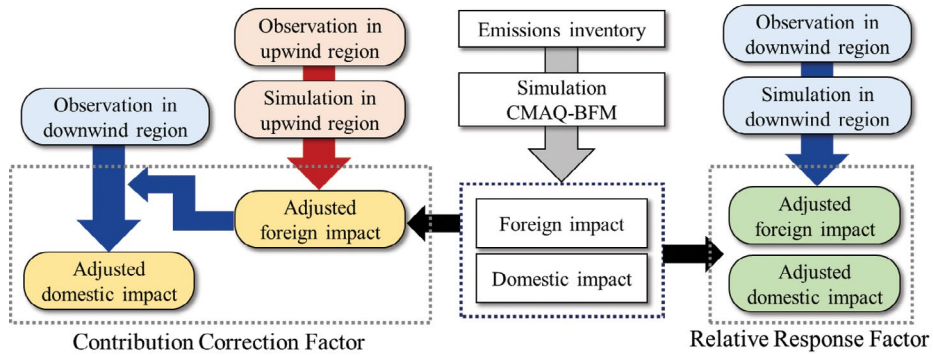 Observation in
upwind region
Simulation in
upwind region
Observation in
downwind region
Adjusted
foreign impact
Adjusted
domestic impact
Contribution Correction Factor
Emissions inventory
Simulation
CMAQ-BFM
Foreign impact
Domestic impact
Observation in
downwind region
Simulation in
downwind region
Adjusted
foreign impact
Adjusted
domestic impact
Relative Response Factor